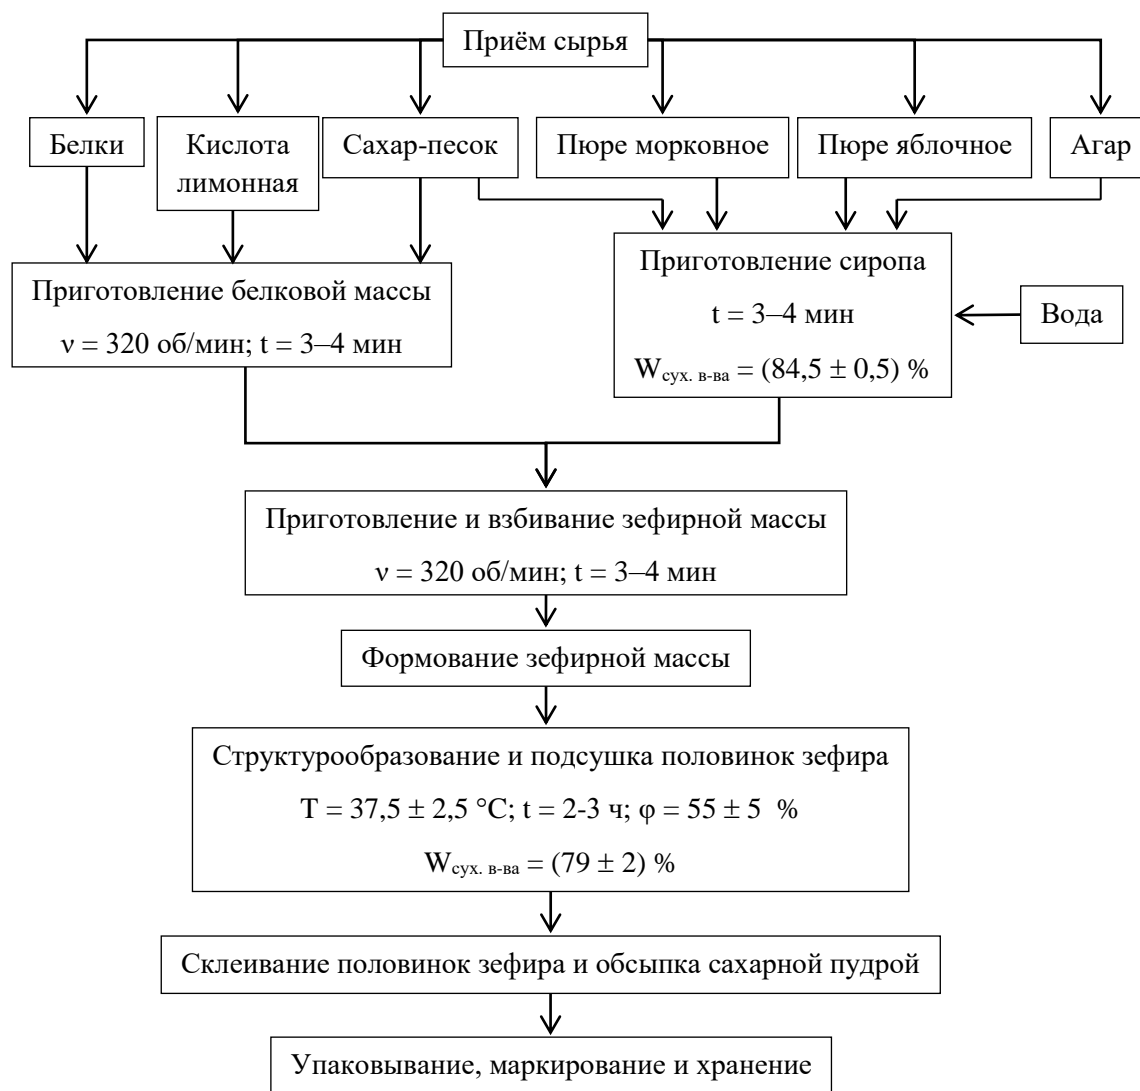 Приём сырья
Белки
Кислота
лимонная
Сахар-песок
Пюре морковное
Пюре яблочное
Агар
Приготовление белковой массы
ν = 320 об/мин; t = 3–4 мин
Приготовление сиропа
t = 3–4 мин
Wсух. в-ва = (84,5 ± 0,5) %
Вода
Приготовление и взбивание зефирной массы
ν = 320 об/мин; t = 3–4 мин
Формование зефирной массы
Структурообразование и подсушка половинок зефира
T = 37,5 ± 2,5 °C; t = 2-3 ч; φ = 55 ± 5 %
Wсух. в-ва = (79 ± 2) %
Склеивание половинок зефира и обсыпка сахарной пудрой
Упаковывание, маркирование и хранение